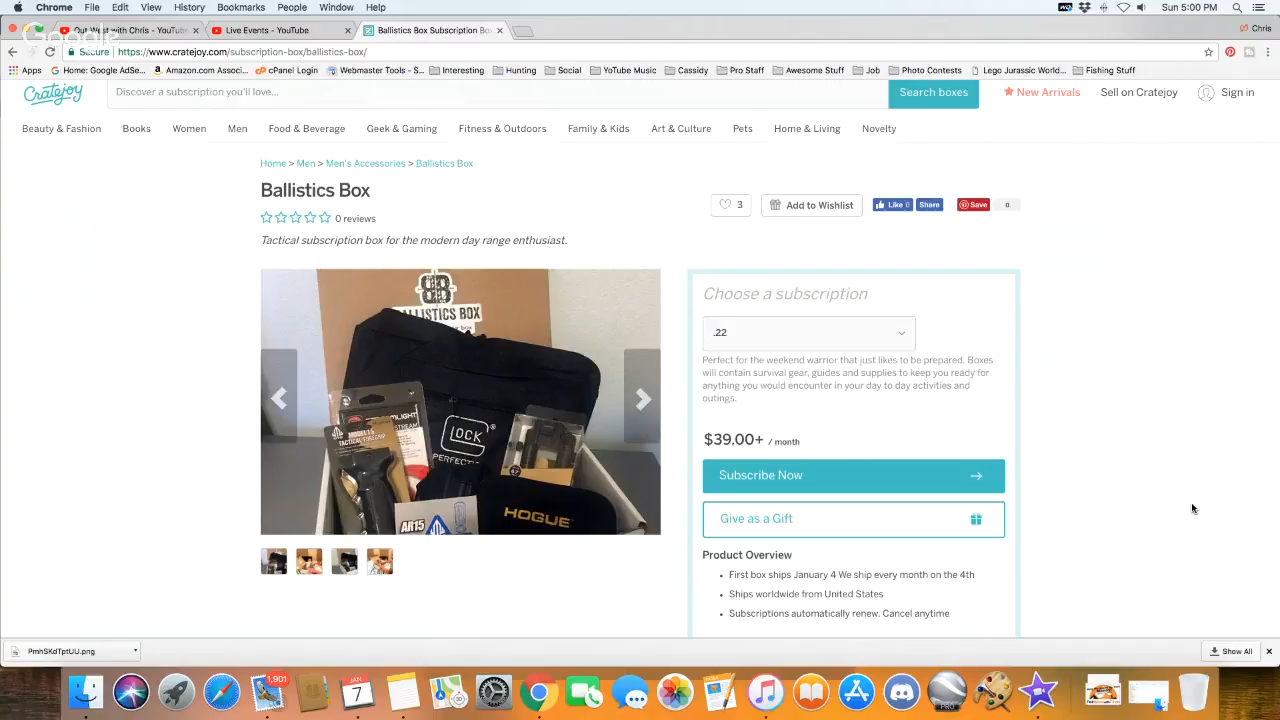 Chrome File Edit View History Bookmarks People Window Help Sun 5:00 PM
Google
Out West with Chris - YouTube Live Events - YouTube Ballistics Box Subscription Box Chris
Secure https://www.cratejoy.com/subscription-box/ballistics-box/
Apps Home: Google AdSe... Amazon.com Associ... cPanel Login Webmaster Tools - Interesting Hunting Social YoTube Music Cassidy Pro Staff Awesome Stuff Job Photo Contests Lego Jurassic World... Fishing Stuff
Cratejoy Discover a subscription you'll love... Search boxes New Arrivals Sell on Cratejoy Sign in
Beauty & Fashion Books Women Men Food & Beverage Geek & Gaming Fitness & Outdoors Family & Kids Art & Culture Pets Home & Living Novelty
Home > Men > Men's Accessories > Ballistics Box
Ballistics Box
3 Add to Wishlist Like 0 Share Save 0
0 reviews
Tactical subscription box for the modern day range enthusiast.
BALLISTICS BOX
GLOCK
PERFECTION
AR15
HOGUE
Choose a subscription
.22
Perfect for the weekend warrior that just likes to be prepared. Boxes
will contain survival gear, guides and supplies to keep you ready for
anything you would encounter in your day to day activities and
outings.
$39.00+ / month
Subscribe Now
Give as a Gift
Product Overview
First box ships January 4 We ship every month on the 4th
Ships worldwide from United States
Subscriptions automatically renew. Cancel anytime
PmhSKdTptUU.png Show All
1,901
JAN
7
PRO